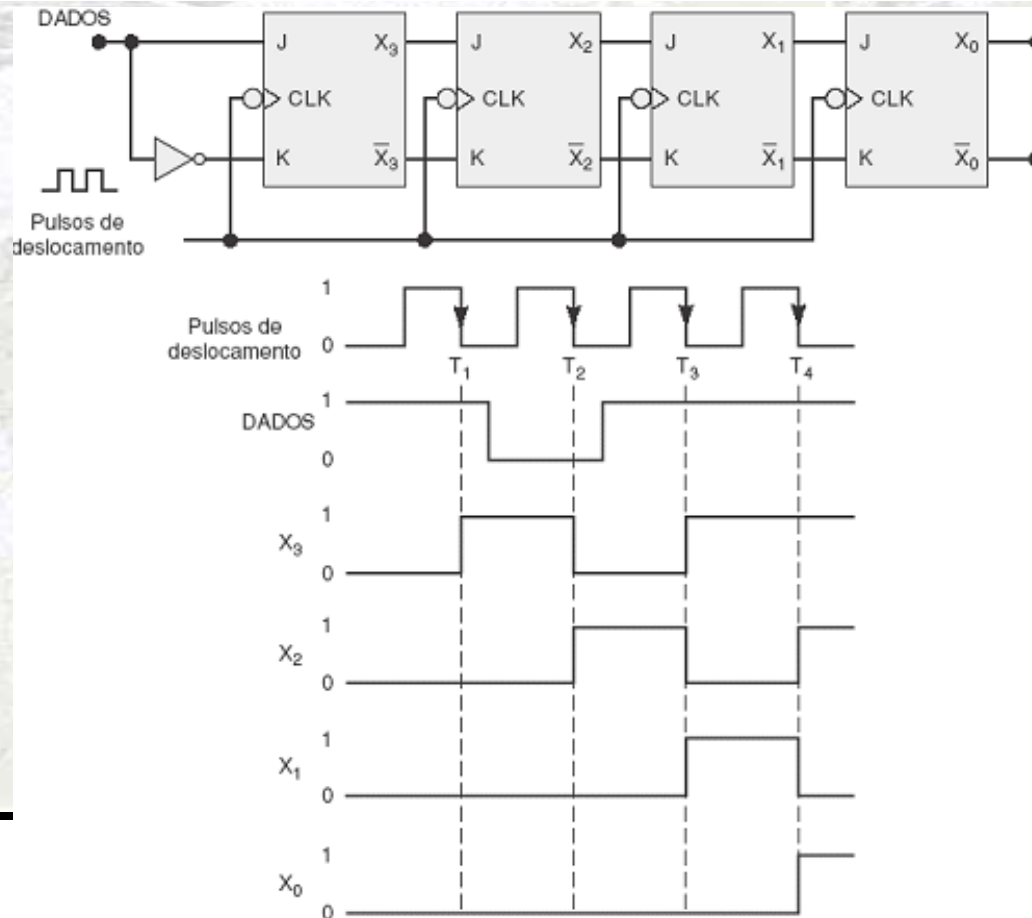 DADOS
J X₃ J X₂ J X₁ J X₀
CLK CLK CLK CLK
K X̅₃ K X̅₂ K X̅₁ K X̅₀
Pulsos de
deslocamento
1
Pulsos de
deslocamento
0
T₁ T₂ T₃ T₄
1
DADOS
0
1
X₃
0
1
X₂
0
1
X₁
0
1
X₀
0